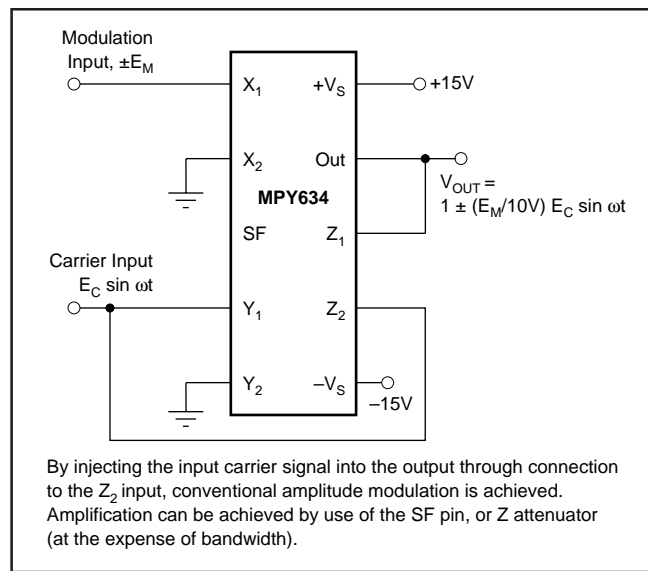 Modulation
Input, ±E_M
X_1
+V_S
+15V
X_2
Out
MPY634
V_OUT =
1 ± (E_M/10V) E_C sin ωt
SF
Z_1
Carrier Input
E_C sin ωt
Y_1
Z_2
Y_2
–V_S
–15V
By injecting the input carrier signal into the output through connection
to the Z_2 input, conventional amplitude modulation is achieved.
Amplification can be achieved by use of the SF pin, or Z attenuator
(at the expense of bandwidth).